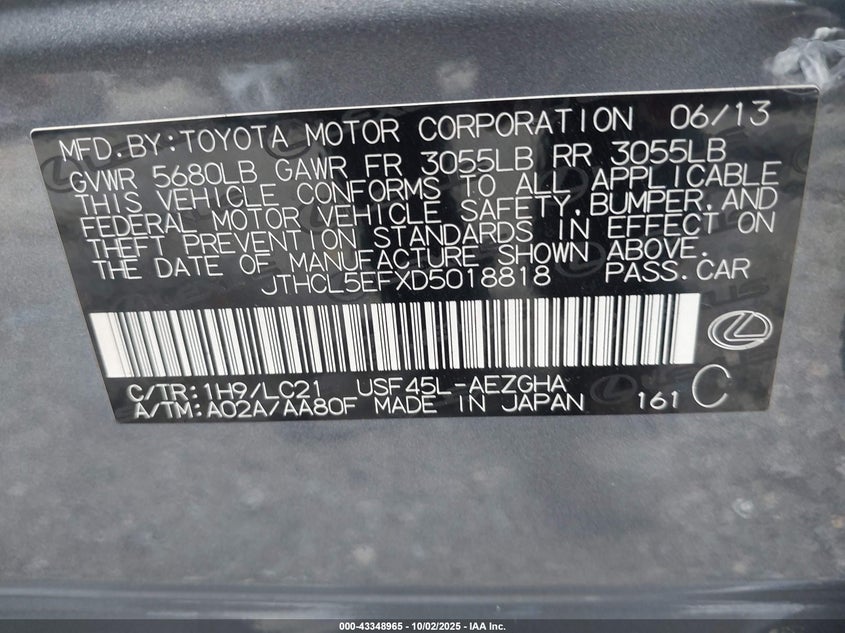 MFD.BY:TOYOTA MOTOR CORPORATION 06/13
GVWR 5680LB GAWR FR 3055LB RR 3055LB
THIS VEHICLE CONFORMS TO ALL APPLICABLE
FEDERAL MOTOR VEHICLE SAFETY,BUMPER,AND
THEFT PREVENTION STANDARDS IN EFFECT ON
THE DATE OF MANUFACTURE SHOWN ABOVE.
JTHCL5EFXD5018818 PASS.CAR
C/TR:1H9/LC21 USF45L-AEZGHA
A/TM:A02A/AA80F MADE IN JAPAN 161 C
000-43348965 - 10/02/2025 - IAA Inc.